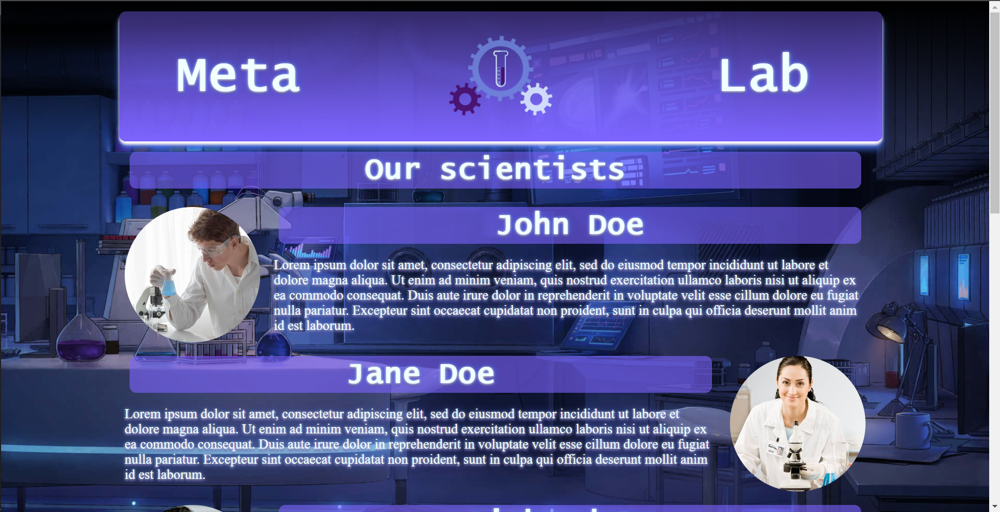 Meta Lab
Our scientists
John Doe
Lorem ipsum dolor sit amet, consectetur adipiscing elit, sed do eiusmod tempor incididunt ut labore et
dolore magna aliqua. Ut enim ad minim veniam, quis nostrud exercitation ullamco laboris nisi ut aliquip ex
ea commodo consequat. Duis aute irure dolor in reprehenderit in voluptate velit esse cillum dolore eu fugiat
nulla pariatur. Excepteur sint occaecat cupidatat non proident, sunt in culpa qui officia deserunt mollit anim
id est laborum.
Jane Doe
Lorem ipsum dolor sit amet, consectetur adipiscing elit, sed do eiusmod tempor incididunt ut labore et
dolore magna aliqua. Ut enim ad minim veniam, quis nostrud exercitation ullamco laboris nisi ut aliquip ex
ea commodo consequat. Duis aute irure dolor in reprehenderit in voluptate velit esse cillum dolore eu fugiat
nulla pariatur. Excepteur sint occaecat cupidatat non proident, sunt in culpa qui officia deserunt mollit anim
id est laborum.